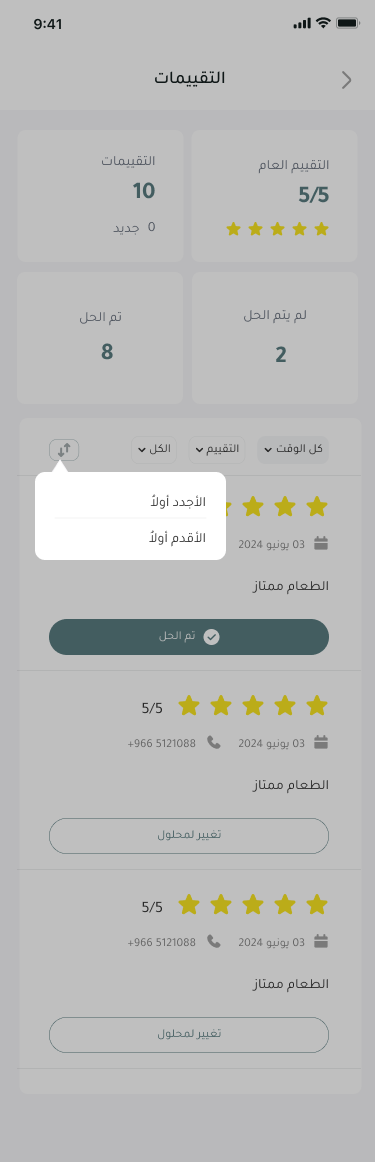 9:41
التقييمات
التقييم العام
5/5
التقييمات
10
0 جديد
لم يتم الحل
2
تم الحل
8
كل الوقت
التقييم
الكل
الأجدد أولاً
الأقدم أولاً
03 يونيو 2024
الطعام ممتاز
تم الحل
5/5
03 يونيو 2024
+966 5121088
الطعام ممتاز
تغيير لمحلول
5/5
03 يونيو 2024
+966 5121088
الطعام ممتاز
تغيير لمحلول